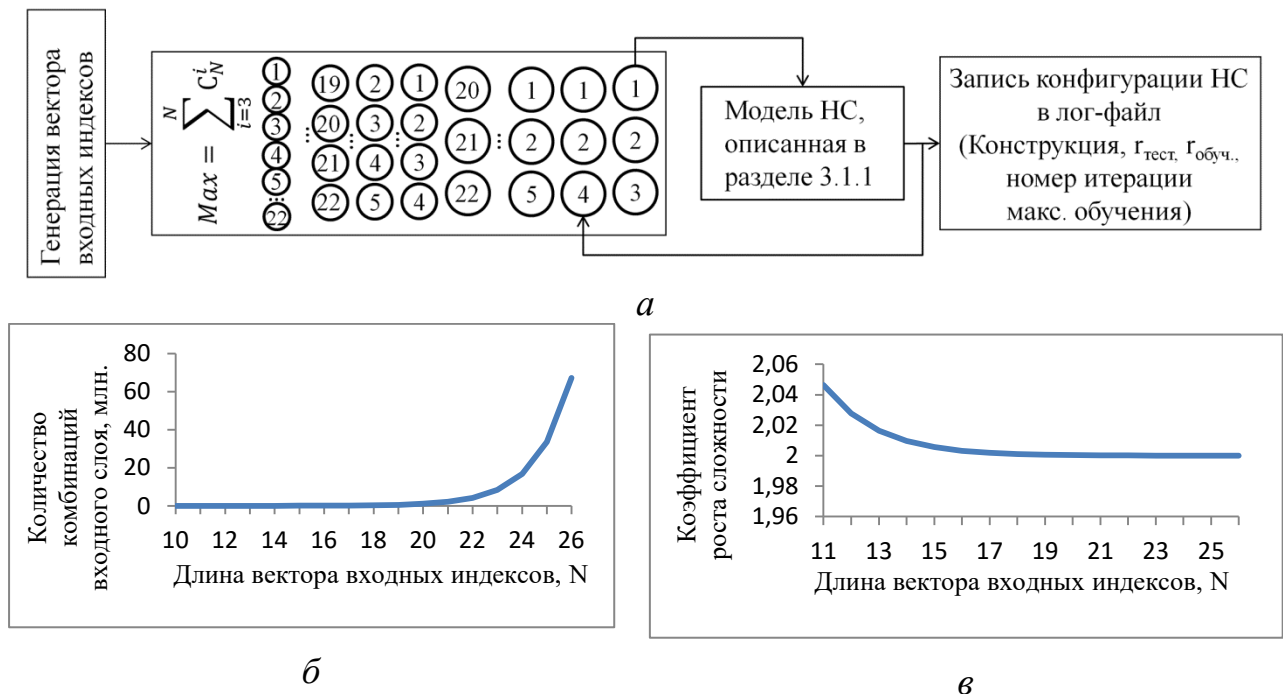 Генерация вектора
входных индексов
Max = ∑ C_N^i
N
i=3
1
2
3
4
5
...
22
19 2 1
20 3 2
... ... ...
21 4 3
22 5 4
20 1 1 1
21 ... 2 2 2
22 5 4 3
Модель НС,
описанная в
разделе 3.1.1
Запись конфигурации НС
в лог-файл
(Конструкция, rтест, rобуч.,
номер итерации
макс. обучения)
а
Количество
комбинаций
входного слоя, млн.
80
60
40
20
0
10 12 14 16 18 20 22 24 26
Длина вектора входных индексов, N
б
Коэффициент
роста сложности
2,06
2,04
2,02
2
1,98
1,96
11 13 15 17 19 21 23 25
Длина вектора входных индексов, N
в